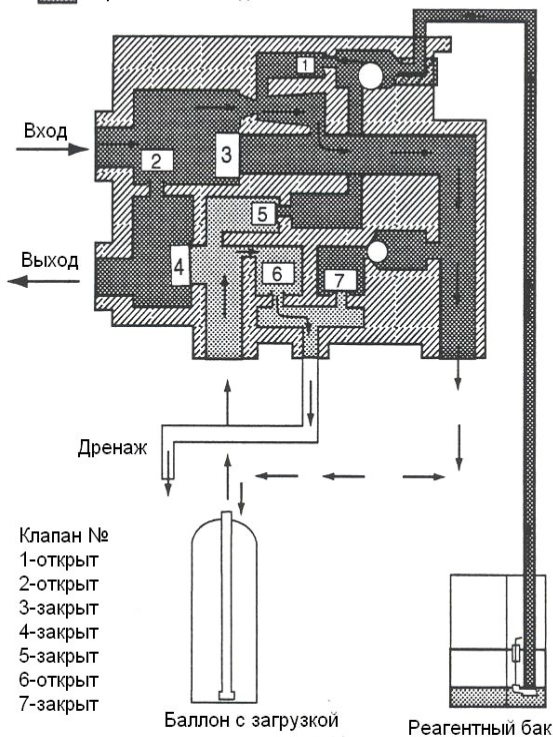 1
Вход
2
3
5
Выход
4
6
7
Дренаж
Клапан №
1-открыт
2-открыт
3-закрыт
4-закрыт
5-закрыт
6-открыт
7-закрыт
Баллон с загрузкой
Реагентный бак